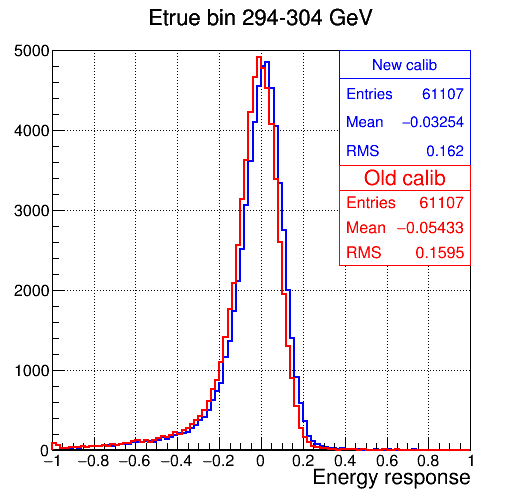 Etrue bin 294-304 GeV
New calib
Entries 61107
Mean −0.03254
RMS 0.162
Old calib
Entries 61107
Mean −0.05433
RMS 0.1595
5000
4000
3000
2000
1000
0
−1 −0.8 −0.6 −0.4 −0.2 0 0.2 0.4 0.6 0.8 1
Energy response